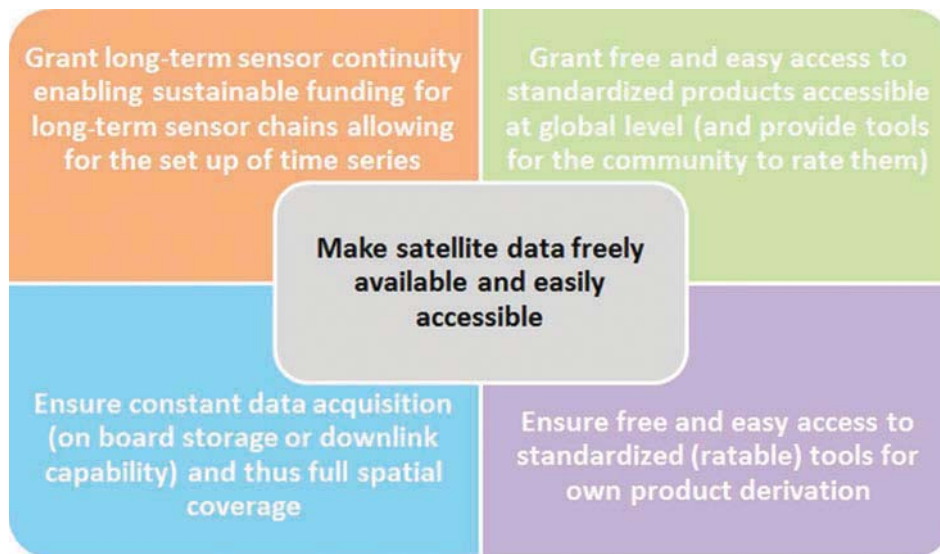 Grant long-term sensor continuity
enabling sustainable funding for
long-term sensor chains allowing
for the set up of time series
Grant free and easy access to
standardized products accessible
at global level (and provide tools
for the community to rate them)
Make satellite data freely
available and easily
accessible
Ensure constant data acquisition
(on board storage or downlink
capability) and thus full spatial
coverage
Ensure free and easy access to
standardized (ratable) tools for
own product derivation